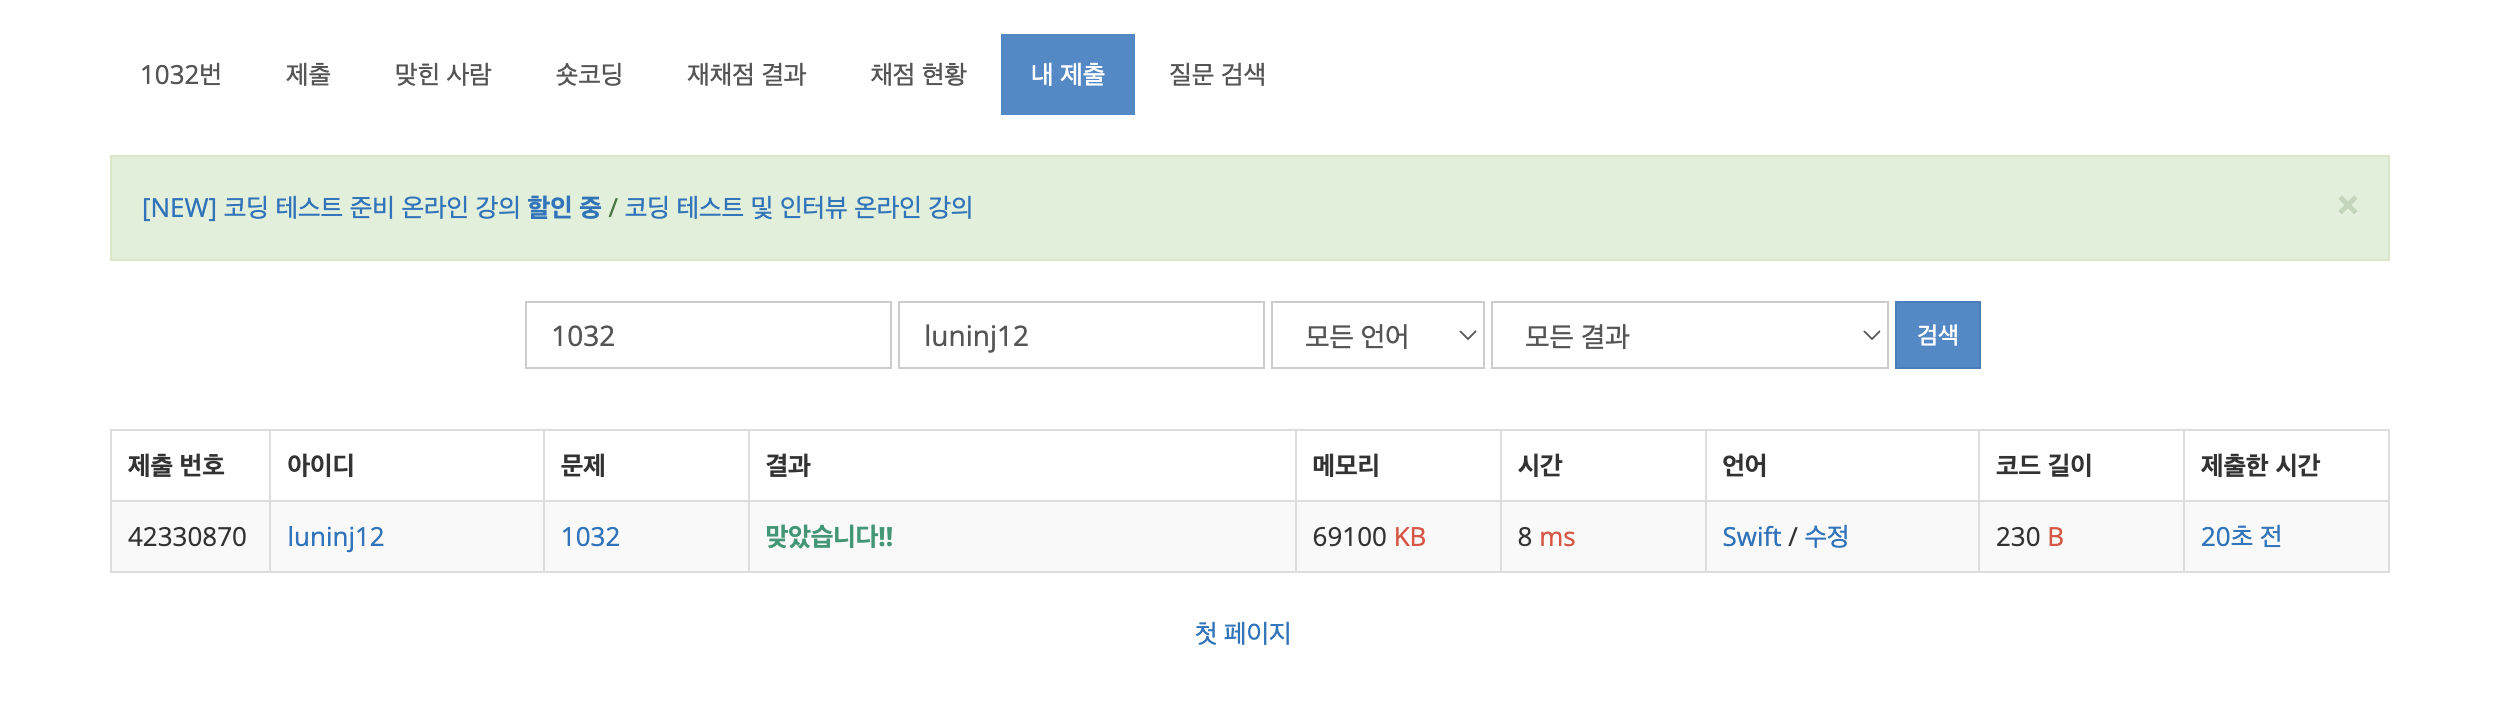 1032번 제출 맞힌 사람 숏코딩 재채점 결과 채점 현황 내 제출 질문 검색
[NEW] 코딩 테스트 준비 온라인 강의 할인 중 / 코딩 테스트 및 인터뷰 온라인 강의 ×
1032 luninj12 모든 언어 모든 결과 검색
제출 번호 아이디 문제 결과 메모리 시간 언어 코드 길이 제출한 시간
42330870 luninj12 1032 맞았습니다!! 69100 KB 8 ms Swift / 수정 230 B 20초 전
첫 페이지